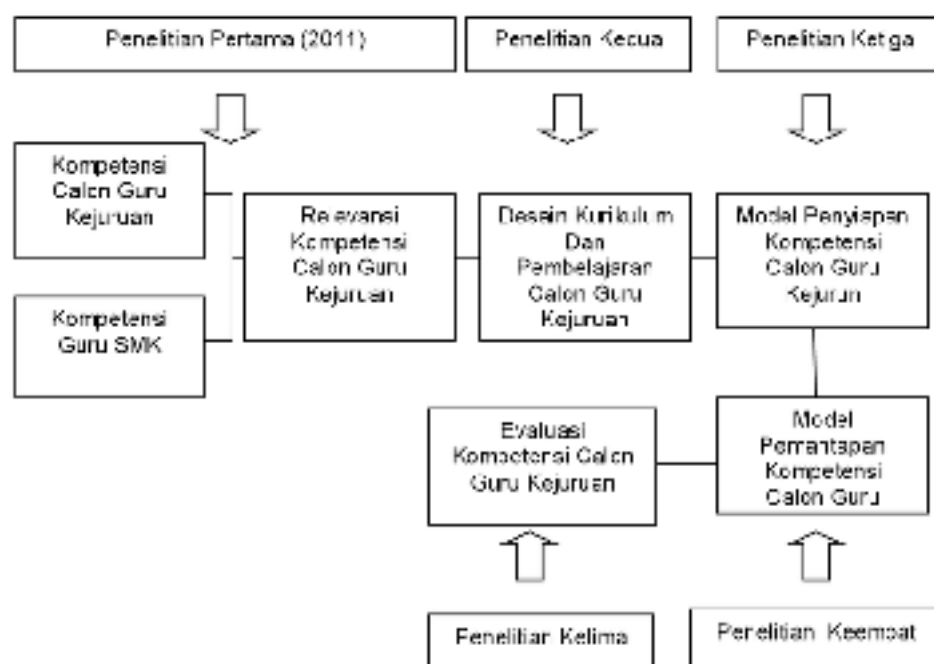 Penelitian Pertama (2011)
Penelitian Kedua
Penelitian Ketiga
Kompetensi
Calon Guru
Kejuruan
Relevansi
Kompetensi
Calon Guru
Kejuruan
Desain Kurikulum
Dan
Pembelajaran
Calon Guru
Kejuruan
Model Penyiapan
Kompetensi
Calon Guru
Kejurun
Kompetensi
Guru SMK
Evaluasi
Kompetensi Calon
Guru Kejuruan
Model
Pemantapan
Kompetensi
Calon Guru
Penelitian Kelima
Penelitian Keempat